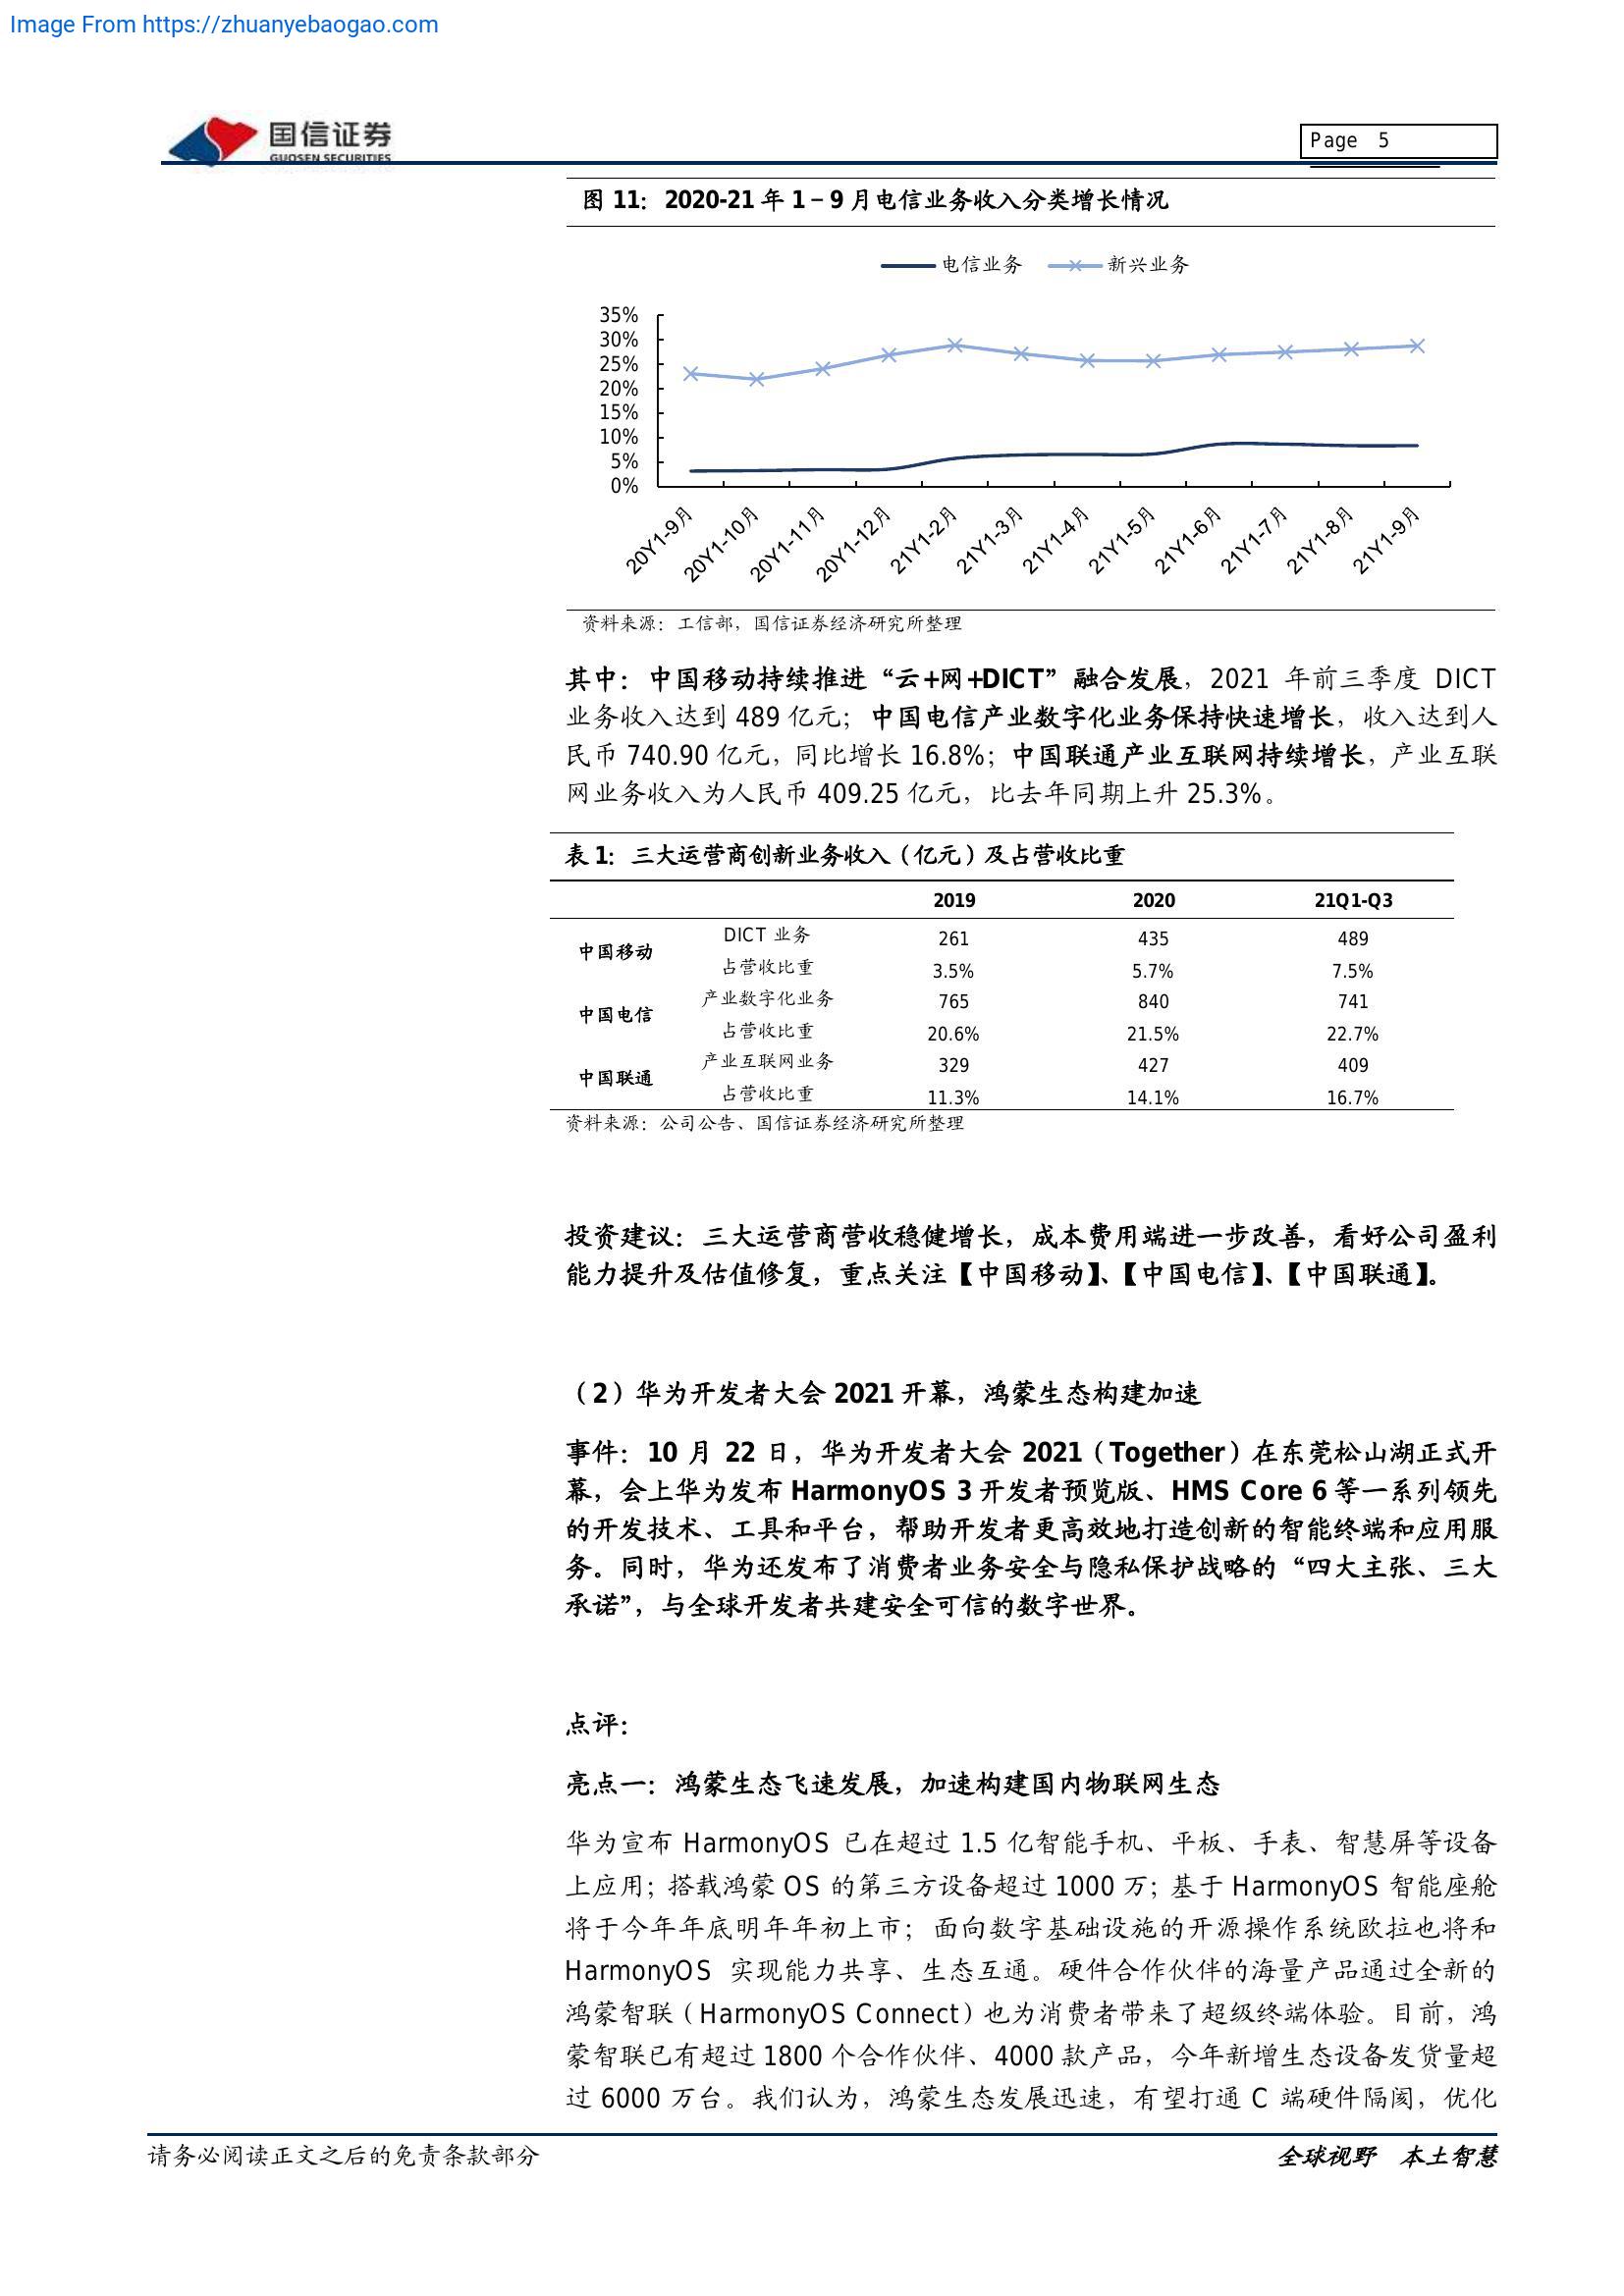 Image From https://zhuanyebaogao.com
国信证券
GUOSEN SECURITIES
Page 5
图 11：2020-21 年 1－9 月电信业务收入分类增长情况
电信业务 新兴业务
35%
30%
25%
20%
15%
10%
5%
0%
20Y1-9月 20Y1-10月 20Y1-11月 20Y1-12月 21Y1-2月 21Y1-3月 21Y1-4月 21Y1-5月 21Y1-6月 21Y1-7月 21Y1-8月 21Y1-9月
资料来源：工信部，国信证券经济研究所整理
其中：中国移动持续推进“云+网+DICT”融合发展，2021 年前三季度 DICT
业务收入达到 489 亿元；中国电信产业数字化业务保持快速增长，收入达到人
民币 740.90 亿元，同比增长 16.8%；中国联通产业互联网持续增长，产业互联
网业务收入为人民币 409.25 亿元，比去年同期上升 25.3%。
表 1：三大运营商创新业务收入（亿元）及占营收比重
2019 2020 21Q1-Q3
中国移动 DICT 业务 261 435 489
占营收比重 3.5% 5.7% 7.5%
中国电信 产业数字化业务 765 840 741
占营收比重 20.6% 21.5% 22.7%
中国联通 产业互联网业务 329 427 409
占营收比重 11.3% 14.1% 16.7%
资料来源：公司公告、国信证券经济研究所整理
投资建议：三大运营商营收稳健增长，成本费用端进一步改善，看好公司盈利
能力提升及估值修复，重点关注【中国移动】、【中国电信】、【中国联通】。
（2）华为开发者大会 2021 开幕，鸿蒙生态构建加速
事件：10 月 22 日，华为开发者大会 2021（Together）在东莞松山湖正式开
幕，会上华为发布 HarmonyOS 3 开发者预览版、HMS Core 6 等一系列领先
的开发技术、工具和平台，帮助开发者更高效地打造创新的智能终端和应用服
务。同时，华为还发布了消费者业务安全与隐私保护战略的“四大主张、三大
承诺”，与全球开发者共建安全可信的数字世界。
点评：
亮点一：鸿蒙生态飞速发展，加速构建国内物联网生态
华为宣布 HarmonyOS 已在超过 1.5 亿智能手机、平板、手表、智慧屏等设备
上应用；搭载鸿蒙 OS 的第三方设备超过 1000 万；基于 HarmonyOS 智能座舱
将于今年年底明年年初上市；面向数字基础设施的开源操作系统欧拉也将和
HarmonyOS 实现能力共享、生态互通。硬件合作伙伴的海量产品通过全新的
鸿蒙智联（HarmonyOS Connect）也为消费者带来了超级终端体验。目前，鸿
蒙智联已有超过 1800 个合作伙伴、4000 款产品，今年新增生态设备发货量超
过 6000 万台。我们认为，鸿蒙生态发展迅速，有望打通 C 端硬件隔阂，优化
请务必阅读正文之后的免责条款部分
全球视野 本土智慧